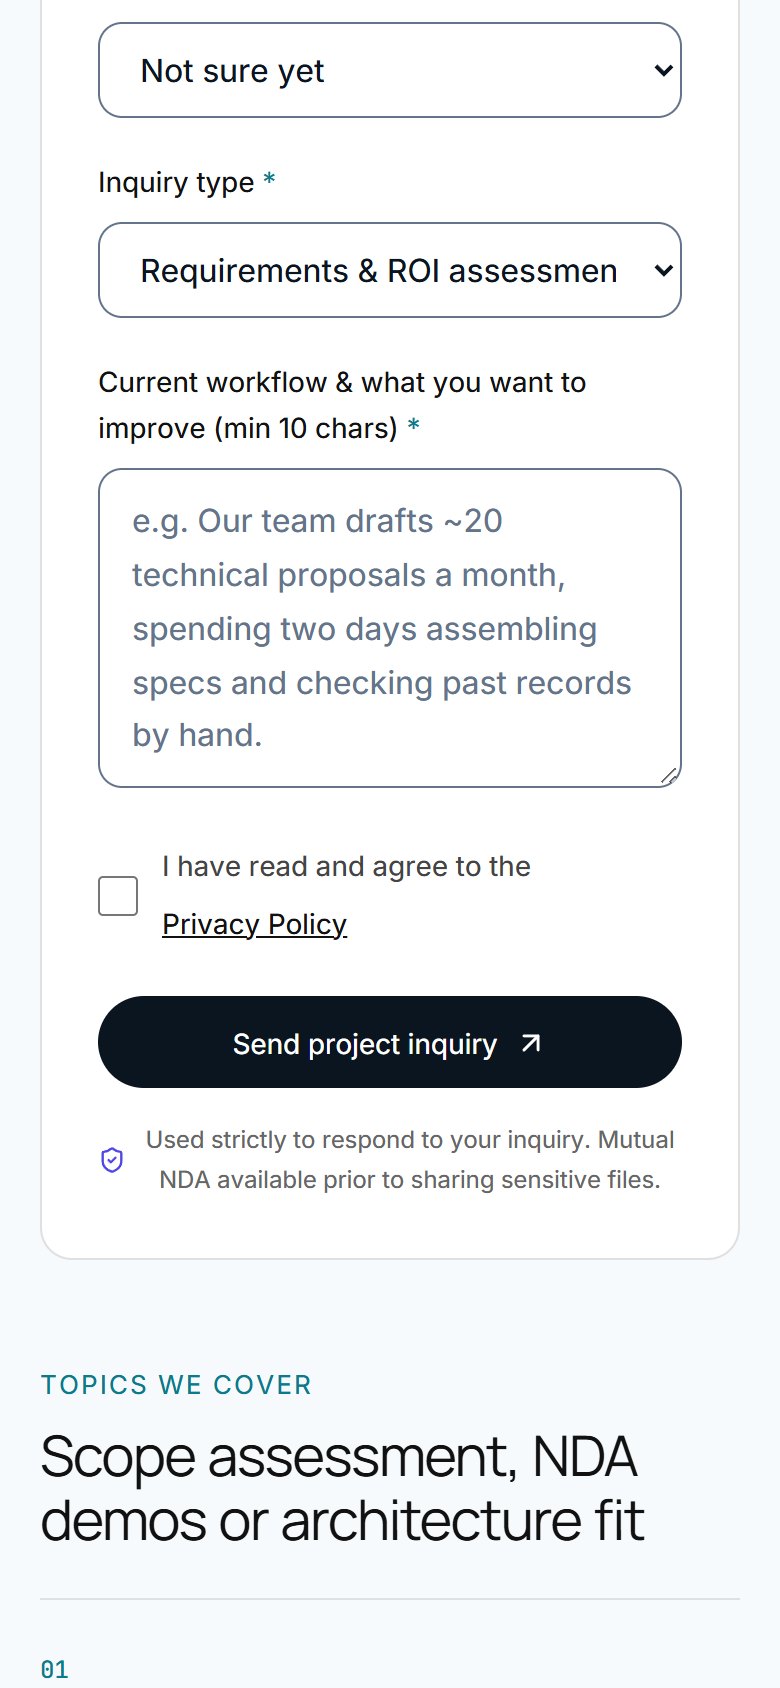 Not sure yet
Inquiry type *
Requirements & ROI assessmen
Current workflow & what you want to
improve (min 10 chars) *
e.g. Our team drafts ~20
technical proposals a month,
spending two days assembling
specs and checking past records
by hand.
I have read and agree to the
Privacy Policy
Send project inquiry
Used strictly to respond to your inquiry. Mutual
NDA available prior to sharing sensitive files.
TOPICS WE COVER
Scope assessment, NDA
demos or architecture fit
01